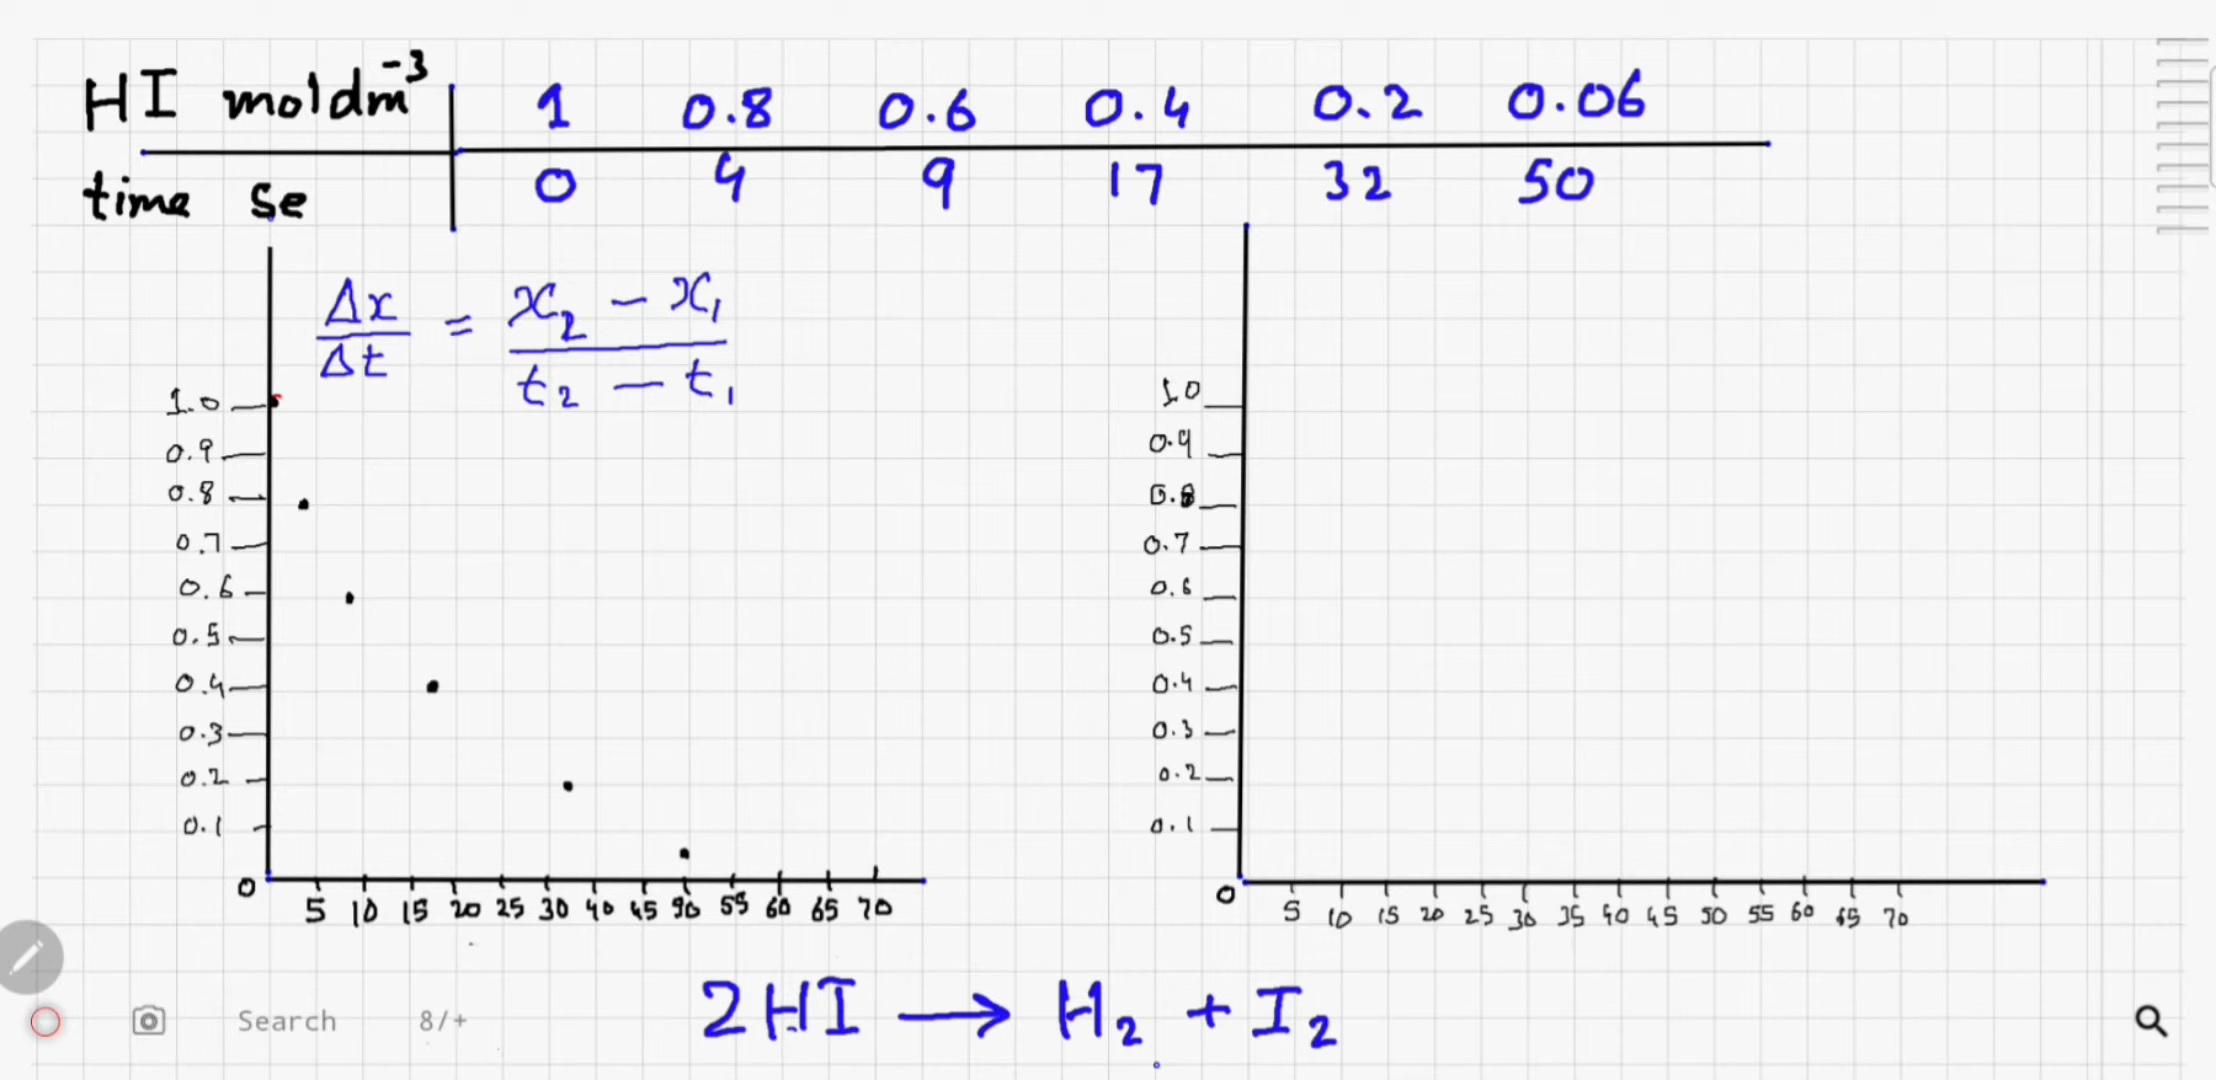 HI moldm⁻³ 1 0.8 0.6 0.4 0.2 0.06
time se 0 4 9 17 32 50
Δx/Δt = x₂ − x₁/t₂ − t₁
1.0
0.9
0.8
0.7
0.6
0.5
0.4
0.3
0.2
0.1
0 5 10 15 20 25 30 40 45 50 55 60 65 70
1.0
0.9
0.8
0.7
0.6
0.5
0.4
0.3
0.2
0.1
0 5 10 15 20 25 30 35 40 45 50 55 60 65 70
2HI → H₂ + I₂
Search 8/+